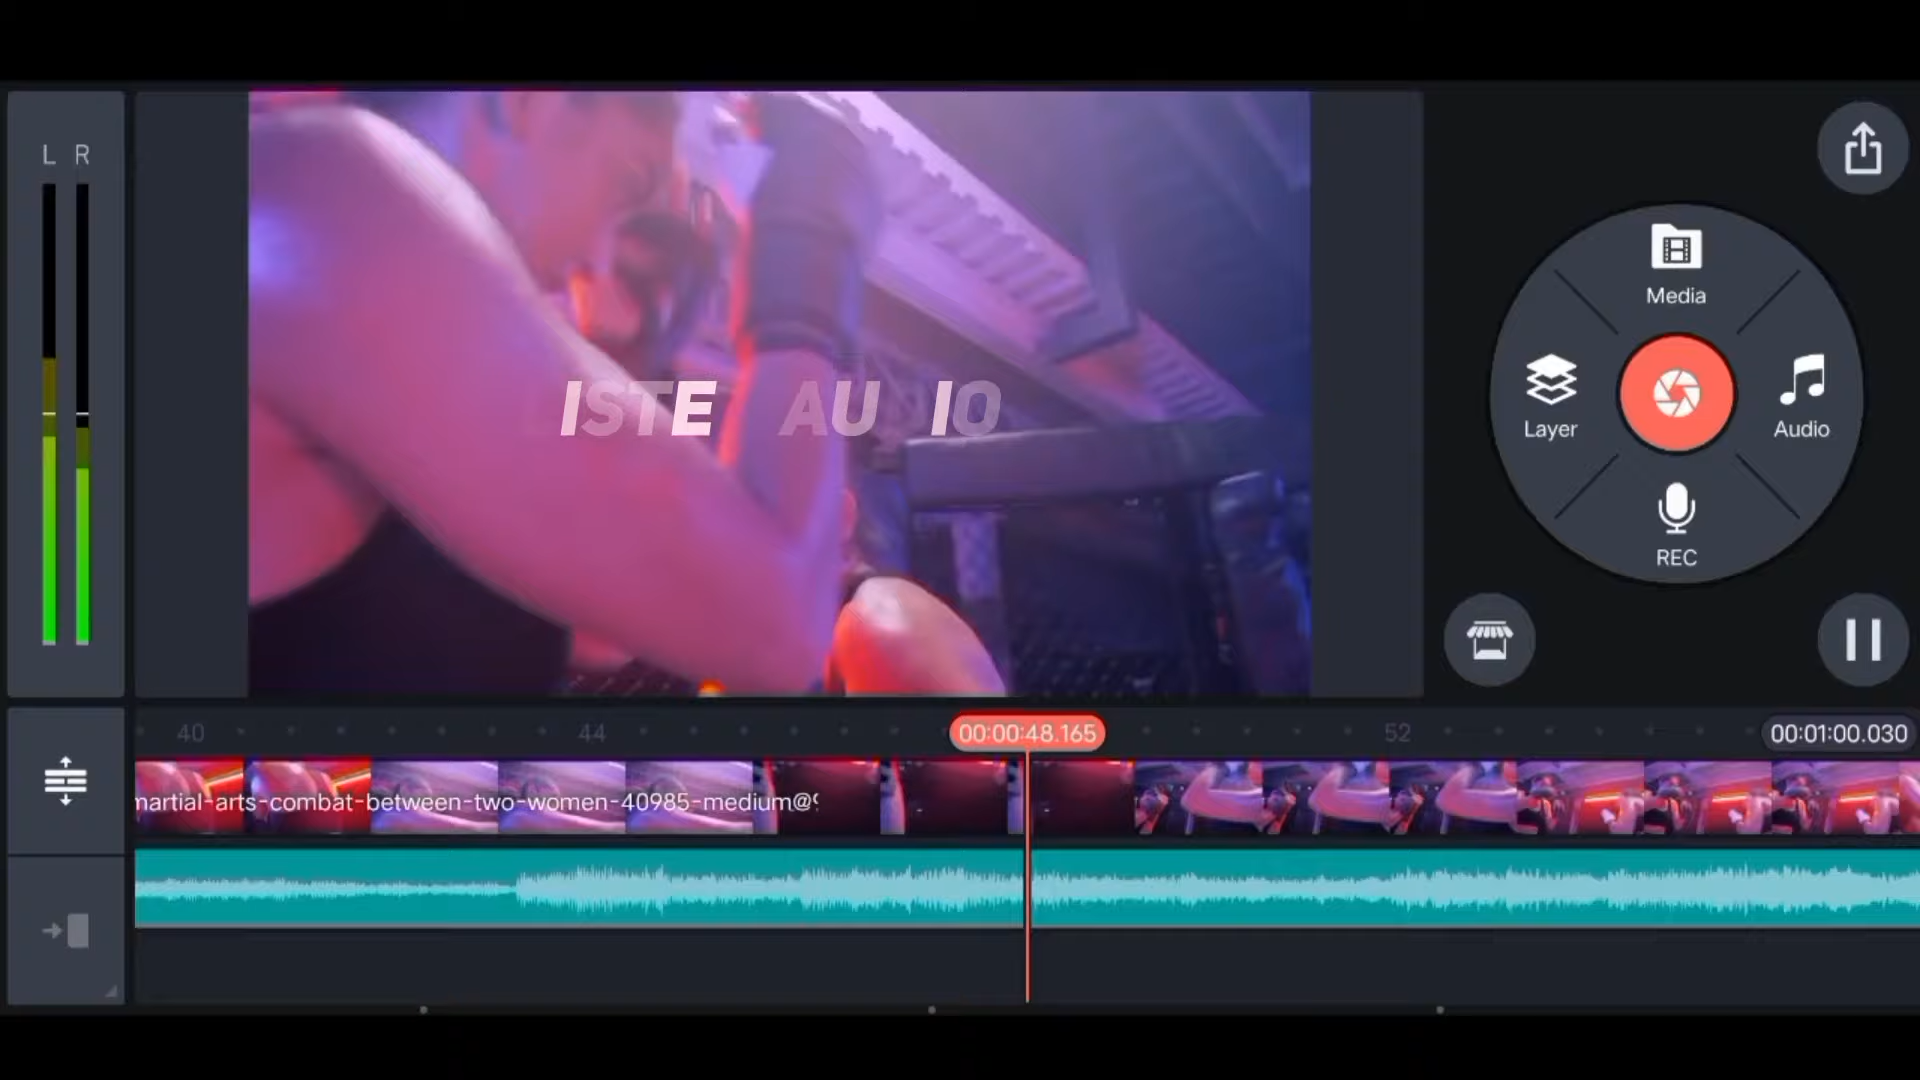 L R
Media
ISTE AU IO
Layer
Audio
REC
40
44
00:00:48.165
52
00:01:00.030
martial-arts-combat-between-two-women-40985-medium@